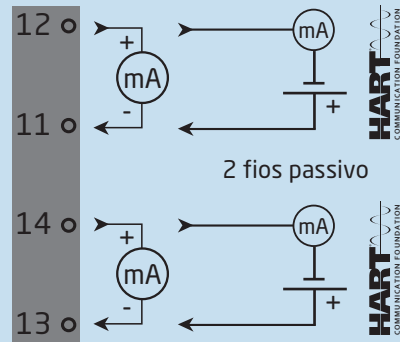 12
+
mA
-
11
mA
+
HART
COMMUNICATION FOUNDATION
2 fios passivo
14
+
mA
-
13
mA
+
HART
COMMUNICATION FOUNDATION